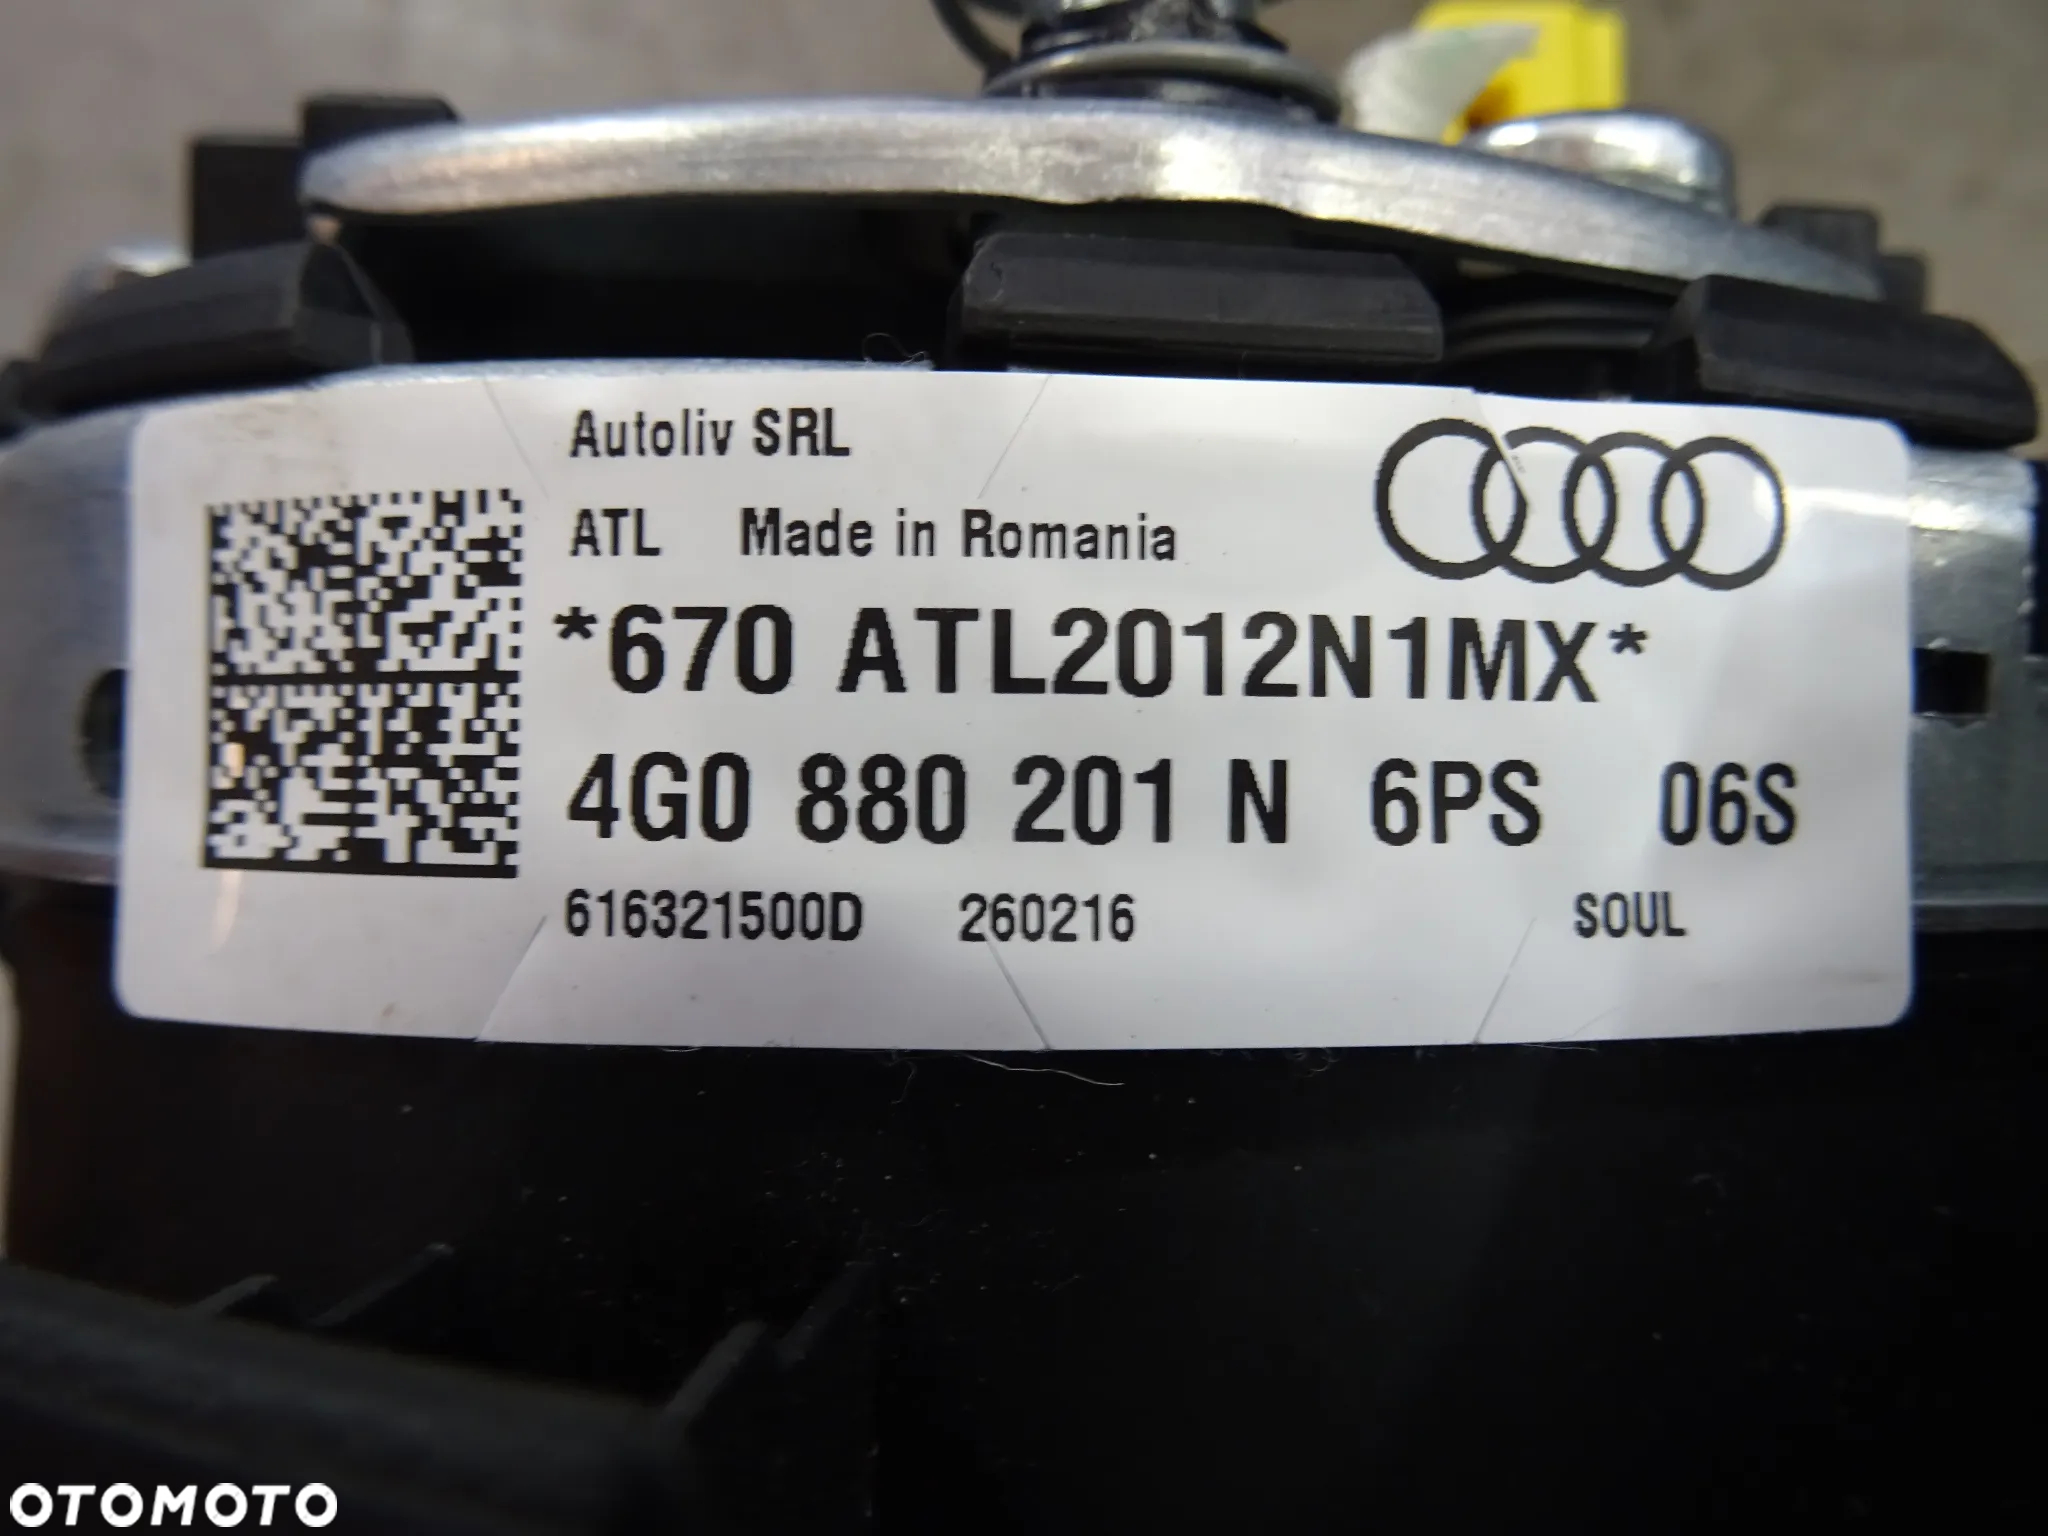 Autoliv SRL
ATL Made in Romania
*670 ATL2012N1MX*
4G0 880 201 N 6PS 06S
616321500D 260216 SOUL
OTOMOTO